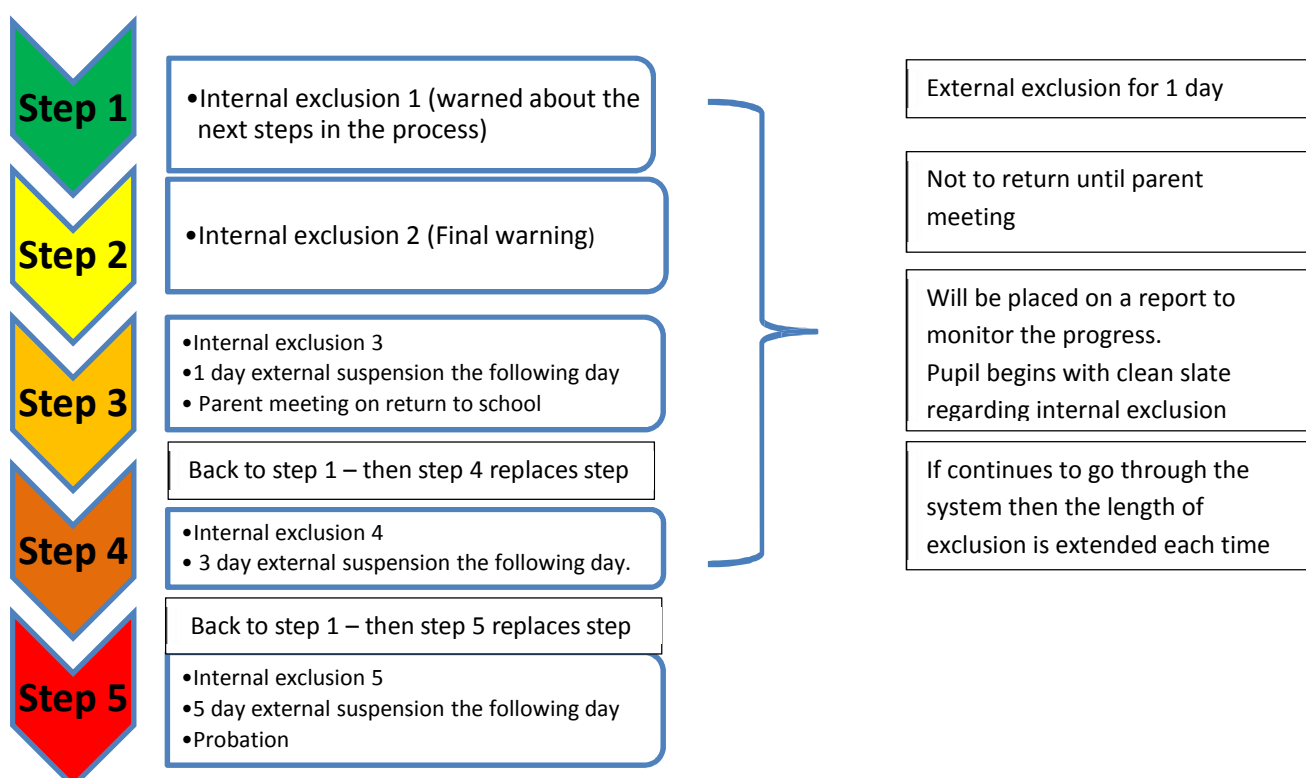 Step 1
•Internal exclusion 1 (warned about the
next steps in the process)
Step 2
•Internal exclusion 2 (Final warning)
Step 3
•Internal exclusion 3
•1 day external suspension the following day
• Parent meeting on return to school
Back to step 1 – then step 4 replaces step
Step 4
•Internal exclusion 4
• 3 day external suspension the following day.
Back to step 1 – then step 5 replaces step
Step 5
•Internal exclusion 5
•5 day external suspension the following day
•Probation
External exclusion for 1 day
Not to return until parent
meeting
Will be placed on a report to
monitor the progress.
Pupil begins with clean slate
regarding internal exclusion
If continues to go through the
system then the length of
exclusion is extended each time